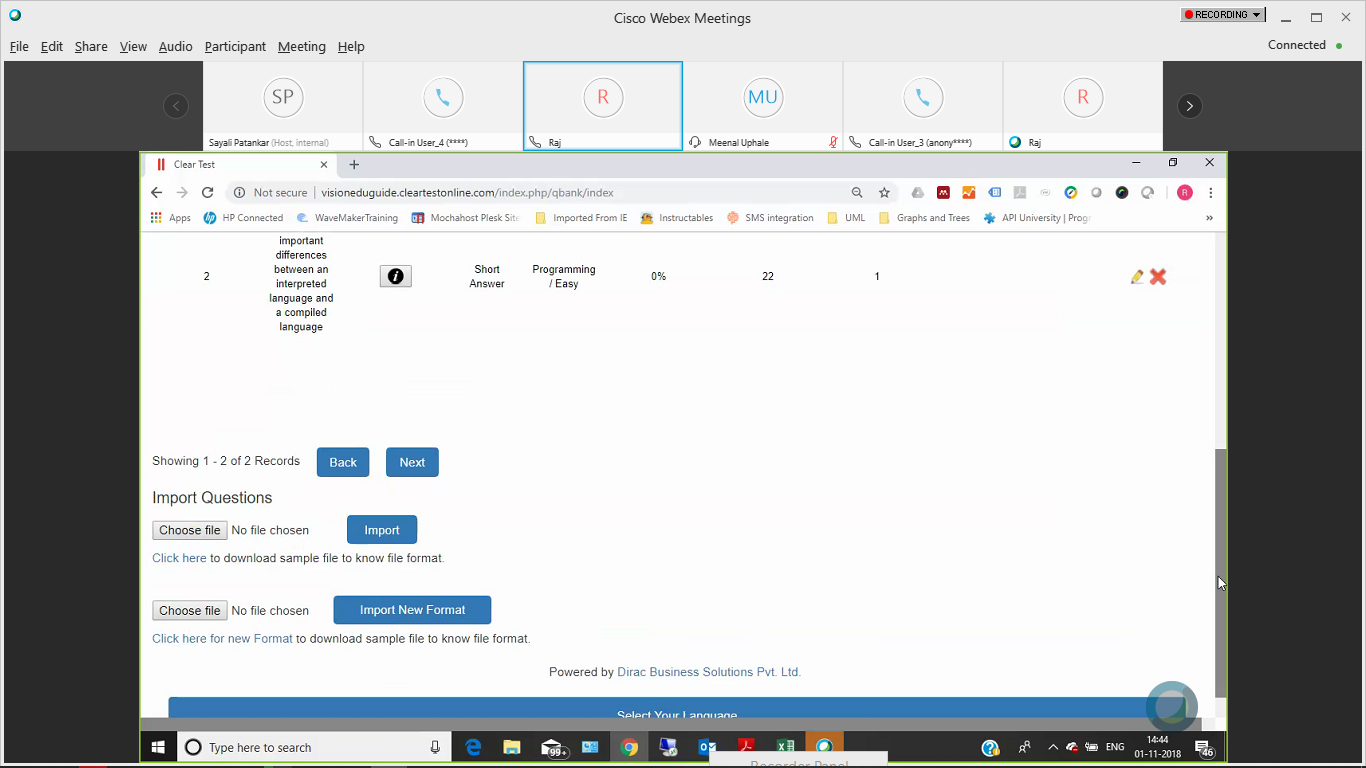 Cisco Webex Meetings
RECORDING
File Edit Share View Audio Participant Meeting Help
Connected
SP
R
MU
R
Sayali Patankar (Host, internal)
Call-in User_4 (****)
Raj
Meenal Uphale
Call-in User_3 (anony****)
Raj
Clear Test
Not secure
visioneduguide.cleartestonline.com/index.php/qbank/index
R
Apps
HP Connected
WaveMakerTraining
Mochahost Plesk Site
Imported From IE
Instructables
SMS integration
UML
Graphs and Trees
API University | Prog
important
differences
between an
interpreted
language and
a compiled
language
2
Short
Answer
Programming
/ Easy
0%
22
1
Showing 1 - 2 of 2 Records
Back
Next
Import Questions
Choose file No file chosen
Import
Click here to download sample file to know file format.
Choose file No file chosen
Import New Format
Click here for new Format to download sample file to know file format.
Powered by Dirac Business Solutions Pvt. Ltd.
Select Your Language
Type here to search
99+
ENG
14:44
01-11-2018
46
Recorder Panel